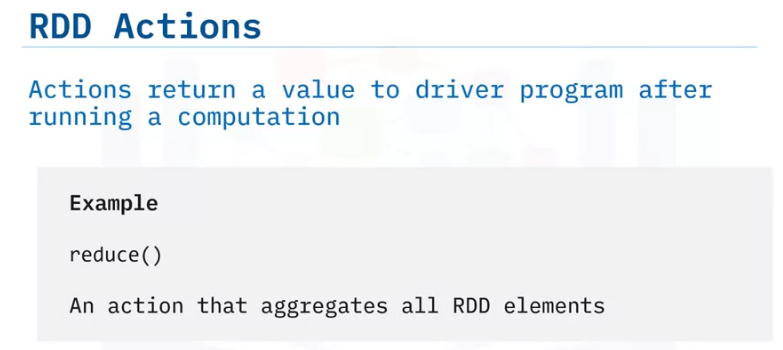 RDD Actions
Actions return a value to driver program after
running a computation
Example
reduce()
An action that aggregates all RDD elements